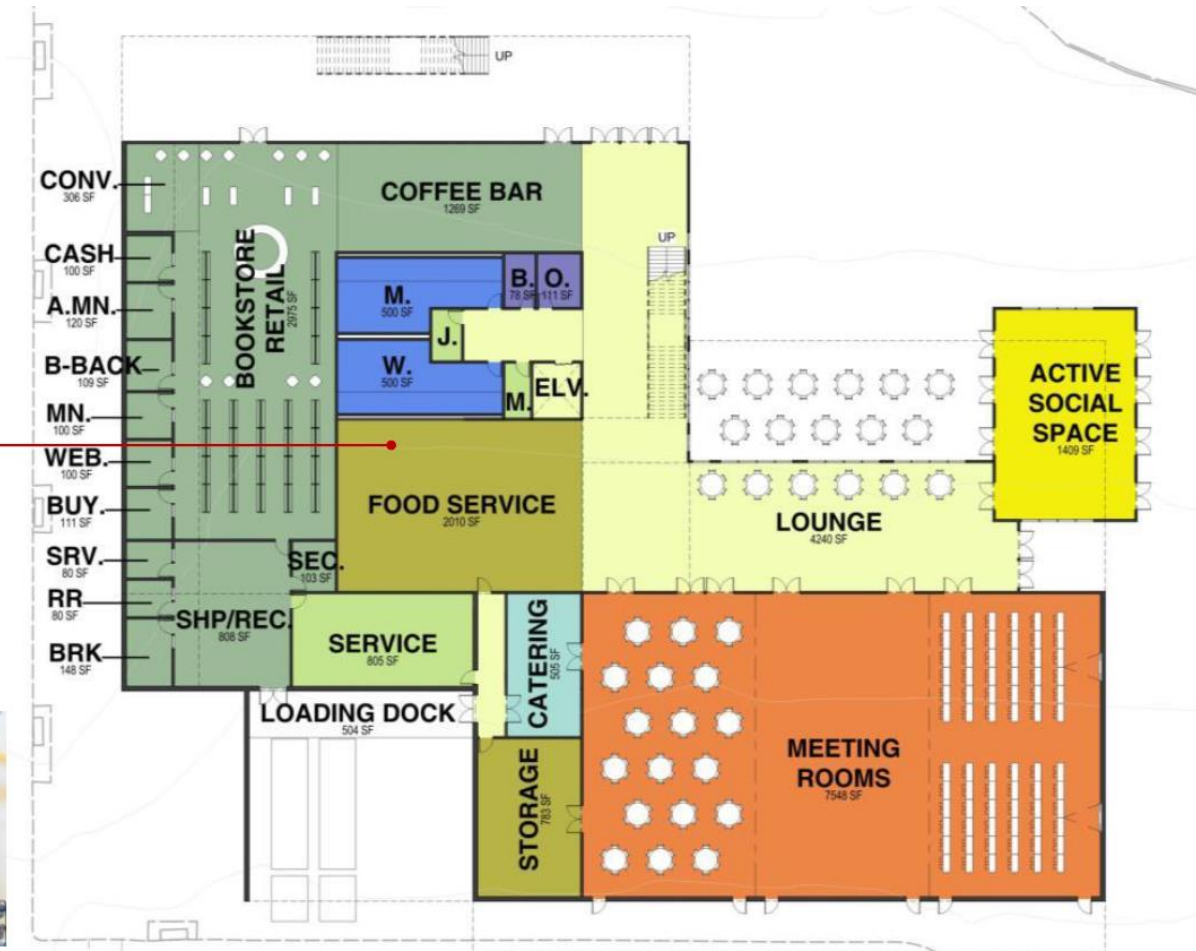 UP
CONV.
306 SF
COFFEE BAR
1269 SF
CASH
100 SF
UP
BOOKSTORE
RETAIL
2975 SF
M.
500 SF
B.
78 SF
O.
111 SF
A.MN.
120 SF
J.
B-BACK
109 SF
W.
500 SF
M.
ELV.
ACTIVE
SOCIAL
SPACE
1409 SF
MN.
100 SF
WEB.
100 SF
BUY.
111 SF
FOOD SERVICE
2010 SF
LOUNGE
4240 SF
SRV.
80 SF
SEC.
103 SF
RR
80 SF
SHP/REC.
808 SF
SERVICE
805 SF
CATERING
505 SF
BRK
148 SF
LOADING DOCK
504 SF
STORAGE
783 SF
MEETING
ROOMS
7548 SF